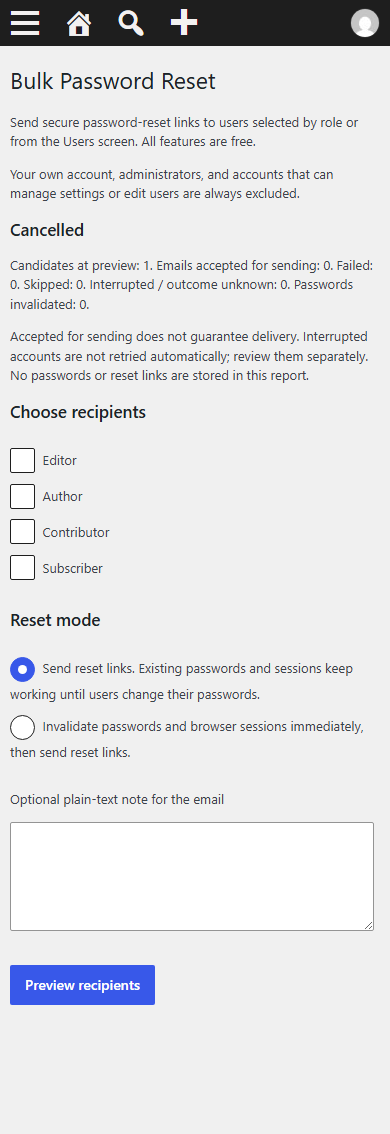 Bulk Password Reset
Send secure password-reset links to users selected by role or
from the Users screen. All features are free.
Your own account, administrators, and accounts that can
manage settings or edit users are always excluded.
Cancelled
Candidates at preview: 1. Emails accepted for sending: 0. Failed:
0. Skipped: 0. Interrupted / outcome unknown: 0. Passwords
invalidated: 0.
Accepted for sending does not guarantee delivery. Interrupted
accounts are not retried automatically; review them separately.
No passwords or reset links are stored in this report.
Choose recipients
Editor
Author
Contributor
Subscriber
Reset mode
Send reset links. Existing passwords and sessions keep
working until users change their passwords.
Invalidate passwords and browser sessions immediately,
then send reset links.
Optional plain-text note for the email
Preview recipients